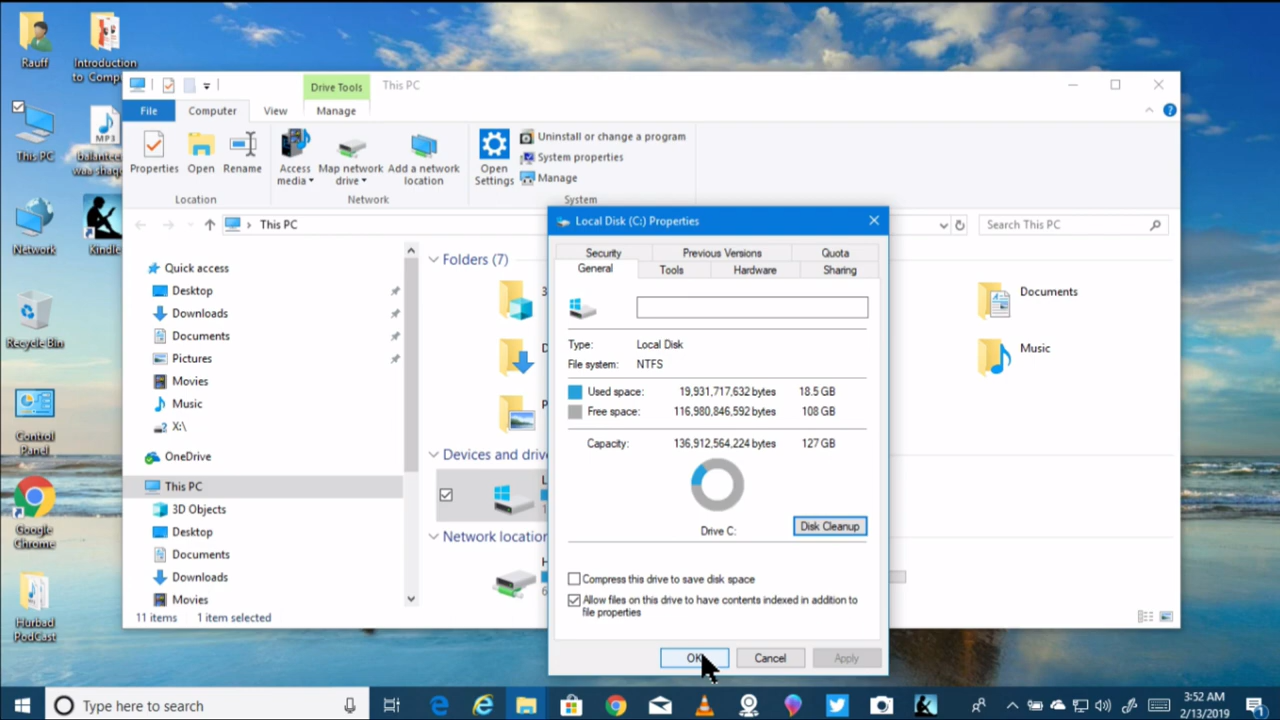 Rauff
Introduction
to Comp
This PC
MP3
Network
Kindle
Recycle Bin
Control
Panel
Google
Chrome
Hurbad
PodCast
Drive Tools
This PC
File
Computer
View
Manage
Properties
Open
Rename
Access
media
Map network
drive
Add a network
location
Open
Settings
Uninstall or change a program
System properties
Manage
Location
Network
System
This PC
Search This PC
Quick access
Desktop
Downloads
Documents
Pictures
Movies
Music
X:\
OneDrive
This PC
3D Objects
Desktop
Documents
Downloads
Movies
Folders (7)
3
D
P
Devices and drive
L
1
Network location
H
6
Documents
Music
11 items
1 item selected
Local Disk (C:) Properties
Security
Previous Versions
Quota
General
Tools
Hardware
Sharing
Type: Local Disk
File system: NTFS
Used space: 19,931,717,632 bytes 18.5 GB
Free space: 116,980,846,592 bytes 108 GB
Capacity: 136,912,564,224 bytes 127 GB
Drive C:
Disk Cleanup
Compress this drive to save disk space
Allow files on this drive to have contents indexed in addition to
file properties
OK
Cancel
Apply
Type here to search
3:52 AM
2/13/2019
1